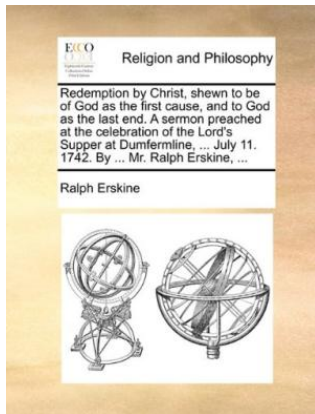 ECCO
Religion and Philosophy
Redemption by Christ, shewn to be
of God as the first cause, and to God
as the last end. A sermon preached
at the celebration of the Lord's
Supper at Dumfermline, ... July 11.
1742. By ... Mr. Ralph Erskine, ...
Ralph Erskine